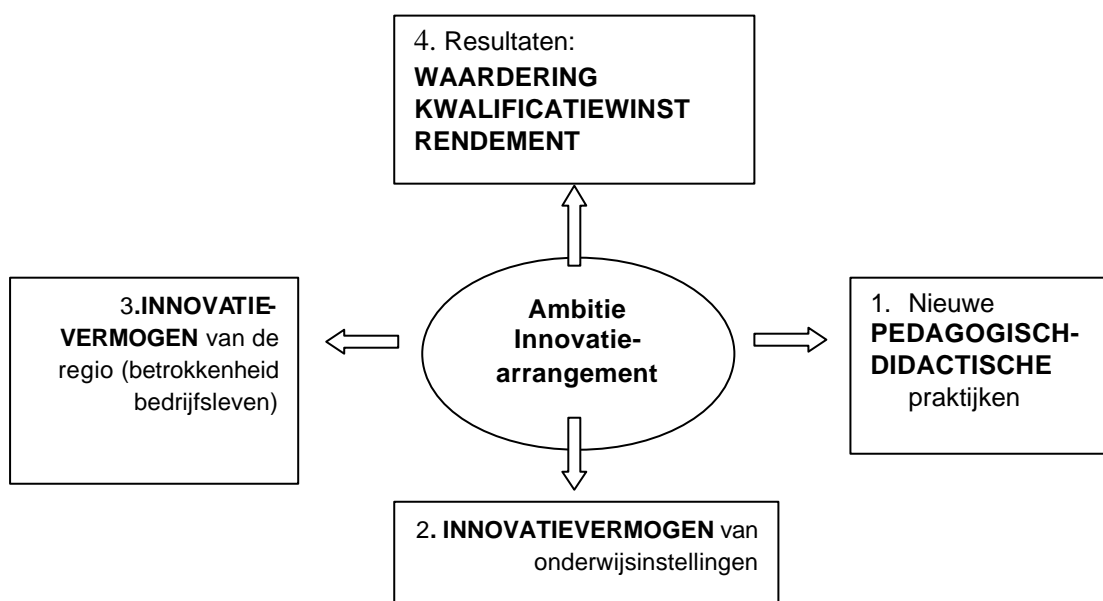 4. Resultaten:
WAARDERING
KWALIFICATIEWINST
RENDEMENT
3.INNOVATIE-
VERMOGEN van de
regio (betrokkenheid
bedrijfsleven)
Ambitie
Innovatie-
arrangement
1. Nieuwe
PEDAGOGISCH-
DIDACTISCHE
praktijken
2. INNOVATIEVERMOGEN van
onderwijsinstellingen